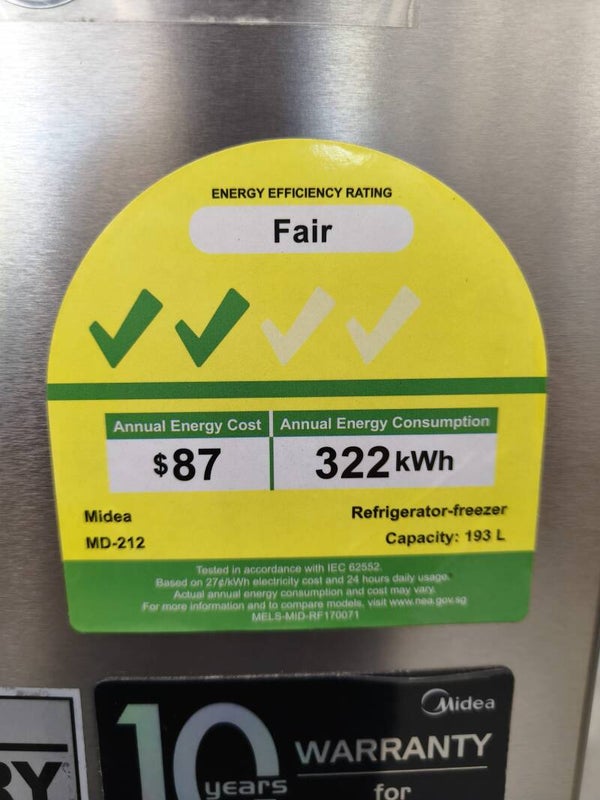 ENERGY EFFICIENCY RATING
Fair
Annual Energy Cost
$87
Annual Energy Consumption
322 kWh
Midea
MD-212
Refrigerator-freezer
Capacity: 193 L
Tested in accordance with IEC 62552.
Based on 27¢/kWh electricity cost and 24 hours daily usage.
Actual annual energy consumption and cost may vary.
For more information and to compare models, visit www.nea.gov.sg
MELS-MID-RF170071
Midea
10
years
WARRANTY
for
RY